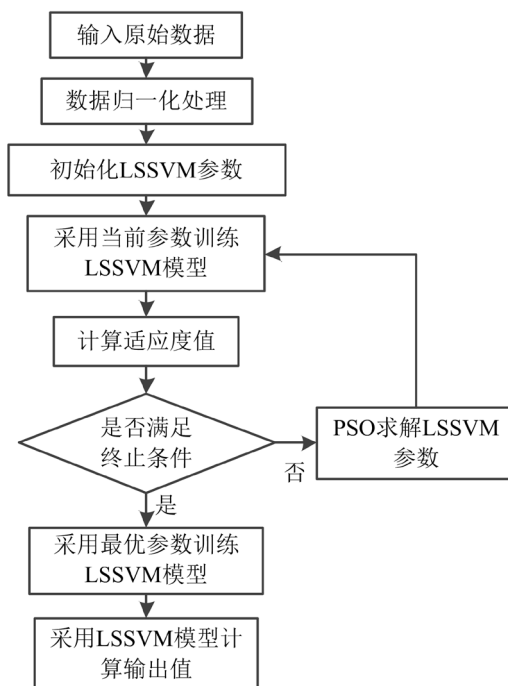 输入原始数据
数据归一化处理
初始化LSSVM参数
采用当前参数训练
LSSVM模型
计算适应度值
是否满足
终止条件
否
PSO求解LSSVM
参数
是
采用最优参数训练
LSSVM模型
采用LSSVM模型计
算输出值